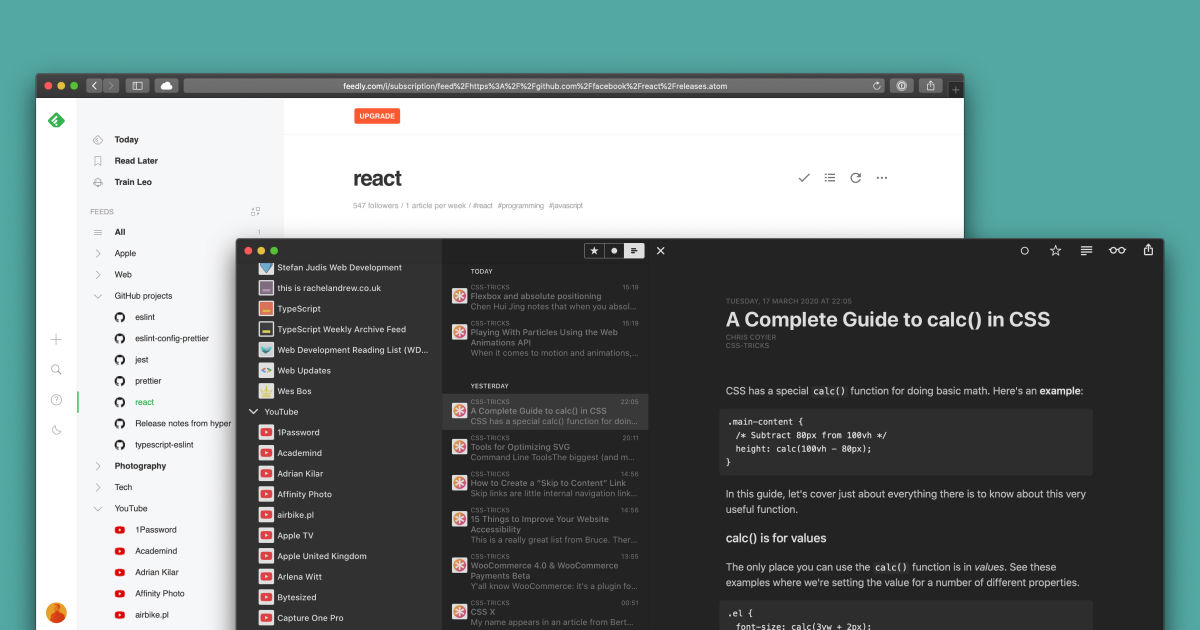 feedly.com/i/subscription/feed%2Fhttps%3A%2F%2Fgithub.com%2Ffacebook%2Freact%2Freleases.atom
Today
Read Later
Train Leo
FEEDS
All
1
Apple
Web
GitHub projects
eslint
eslint-config-prettier
jest
prettier
react
Release notes from hyper
typescript-eslint
Photography
Tech
YouTube
1Password
Academind
Adrian Kilar
Affinity Photo
airbike.pl
UPGRADE
react
547 followers / 1 article per week / #react #programming #javascript
Stefan Judis Web Development
this is rachelandrew.co.uk
TypeScript
TypeScript Weekly Archive Feed
Web Development Reading List (WD...
Web Updates
Wes Bos
YouTube
1Password
Academind
Adrian Kilar
Affinity Photo
airbike.pl
Apple TV
Apple United Kingdom
Arlena Witt
Bytesized
Capture One Pro
TODAY
CSS-TRICKS 15:19
Flexbox and absolute positioning
Chen Hui Jing notes that when you absol...
CSS-TRICKS 15:19
Playing With Particles Using the Web
Animations API
When it comes to motion and animations,...
YESTERDAY
CSS-TRICKS 22:05
A Complete Guide to calc() in CSS
CSS has a special calc() function for doin...
CSS-TRICKS 20:11
Tools for Optimizing SVG
Command Line ToolsThe biggest (and m...
CSS-TRICKS 14:56
How to Create a “Skip to Content” Link
Skip links are little internal navigation link...
CSS-TRICKS 14:56
15 Things to Improve Your Website
Accessibility
This is a really great list from Bruce. Ther...
CSS-TRICKS 13:55
WooCommerce 4.0 & WooCommerce
Payments Beta
Y'all know WooCommerce: it's a plugin fo...
CSS-TRICKS 00:51
CSS X
My name appears in an article from Bert...
TUESDAY, 17 MARCH 2020 AT 22:05
A Complete Guide to calc() in CSS
CHRIS COYIER
CSS-TRICKS
CSS has a special calc() function for doing basic math. Here's an example:
.main-content {
/* Subtract 80px from 100vh */
height: calc(100vh - 80px);
}
In this guide, let's cover just about everything there is to know about this very
useful function.
calc() is for values
The only place you can use the calc() function is in values. See these
examples where we're setting the value for a number of different properties.
.el {
font-size: calc(3vw + 2px);